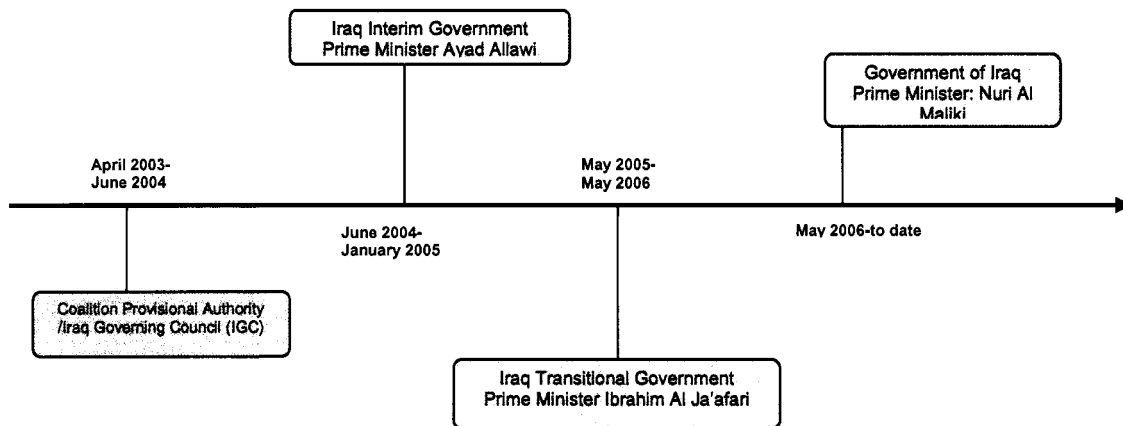 Iraq Interim Government
Prime Minister Ayad Allawi
Government of Iraq
Prime Minister: Nuri Al
Maliki
April 2003-
June 2004
May 2005-
May 2006
June 2004-
January 2005
May 2006-to date
Coalition Provisional Authority
/Iraq Governing Council (IGC)
Iraq Transitional Government
Prime Minister Ibrahim Al Ja'afari